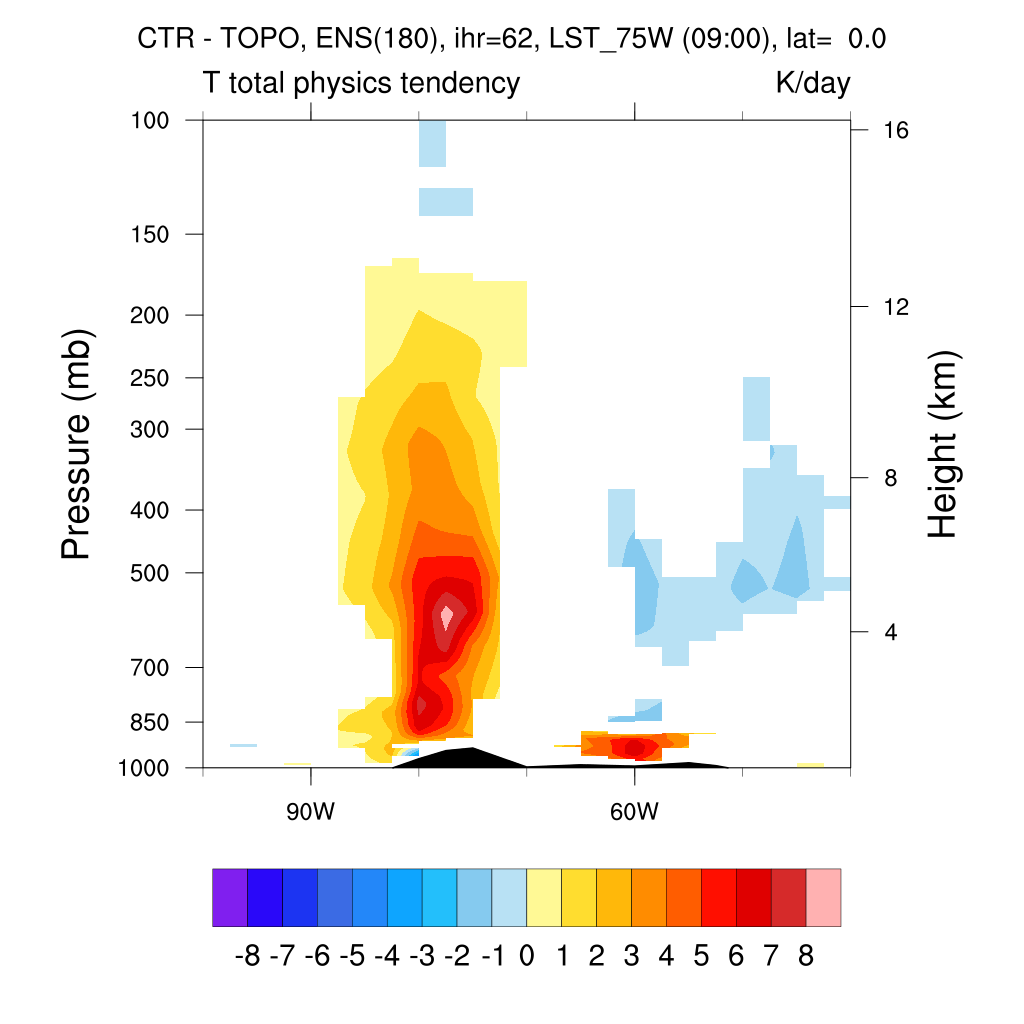 CTR - TOPO, ENS(180), ihr=62, LST_75W (09:00), lat=  0.0
T total physics tendency K/day
Pressure (mb)
100
150
200
250
300
400
500
700
850
1000
16
12
8
4
Height (km)
90W 60W
-8 -7 -6 -5 -4 -3 -2 -1 0 1 2 3 4 5 6 7 8